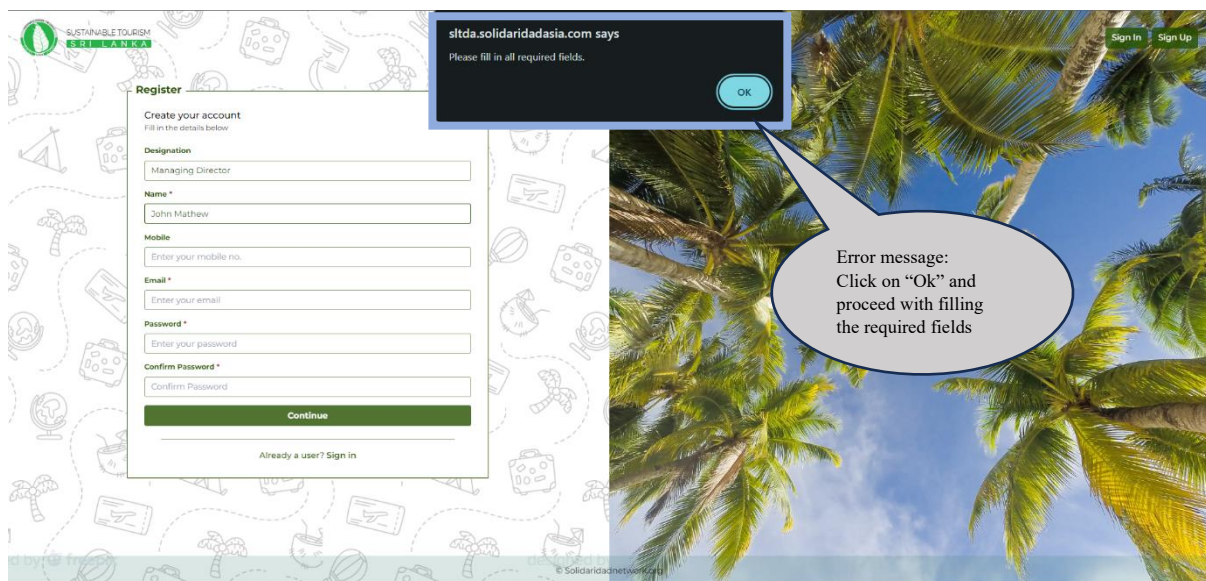 SUSTAINABLE TOURISM
SRI LANKA
sltda.solidaridadasia.com says
Please fill in all required fields.
OK
Sign In Sign Up
Register
Create your account
Fill in the details below
Designation
Managing Director
Name *
John Mathew
Mobile
Enter your mobile no.
Email *
Enter your email
Password *
Enter your password
Confirm Password *
Confirm Password
Continue
Already a user? Sign in
Error message:
Click on “Ok” and
proceed with filling
the required fields
© Solidaridadnetwork.org